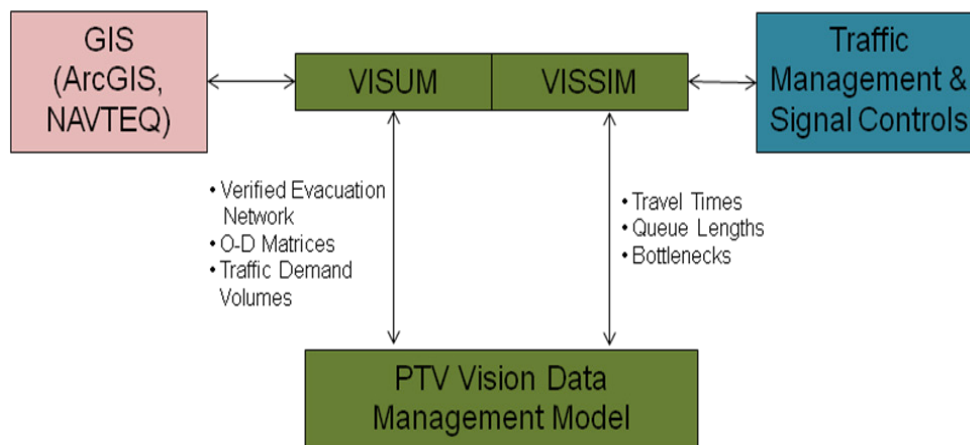 GIS
(ArcGIS,
NAVTEQ)
VISUM
VISSIM
Traffic
Management &
Signal Controls
• Verified Evacuation
Network
• O-D Matrices
• Traffic Demand
Volumes
• Travel Times
• Queue Lengths
• Bottlenecks
PTV Vision Data
Management Model